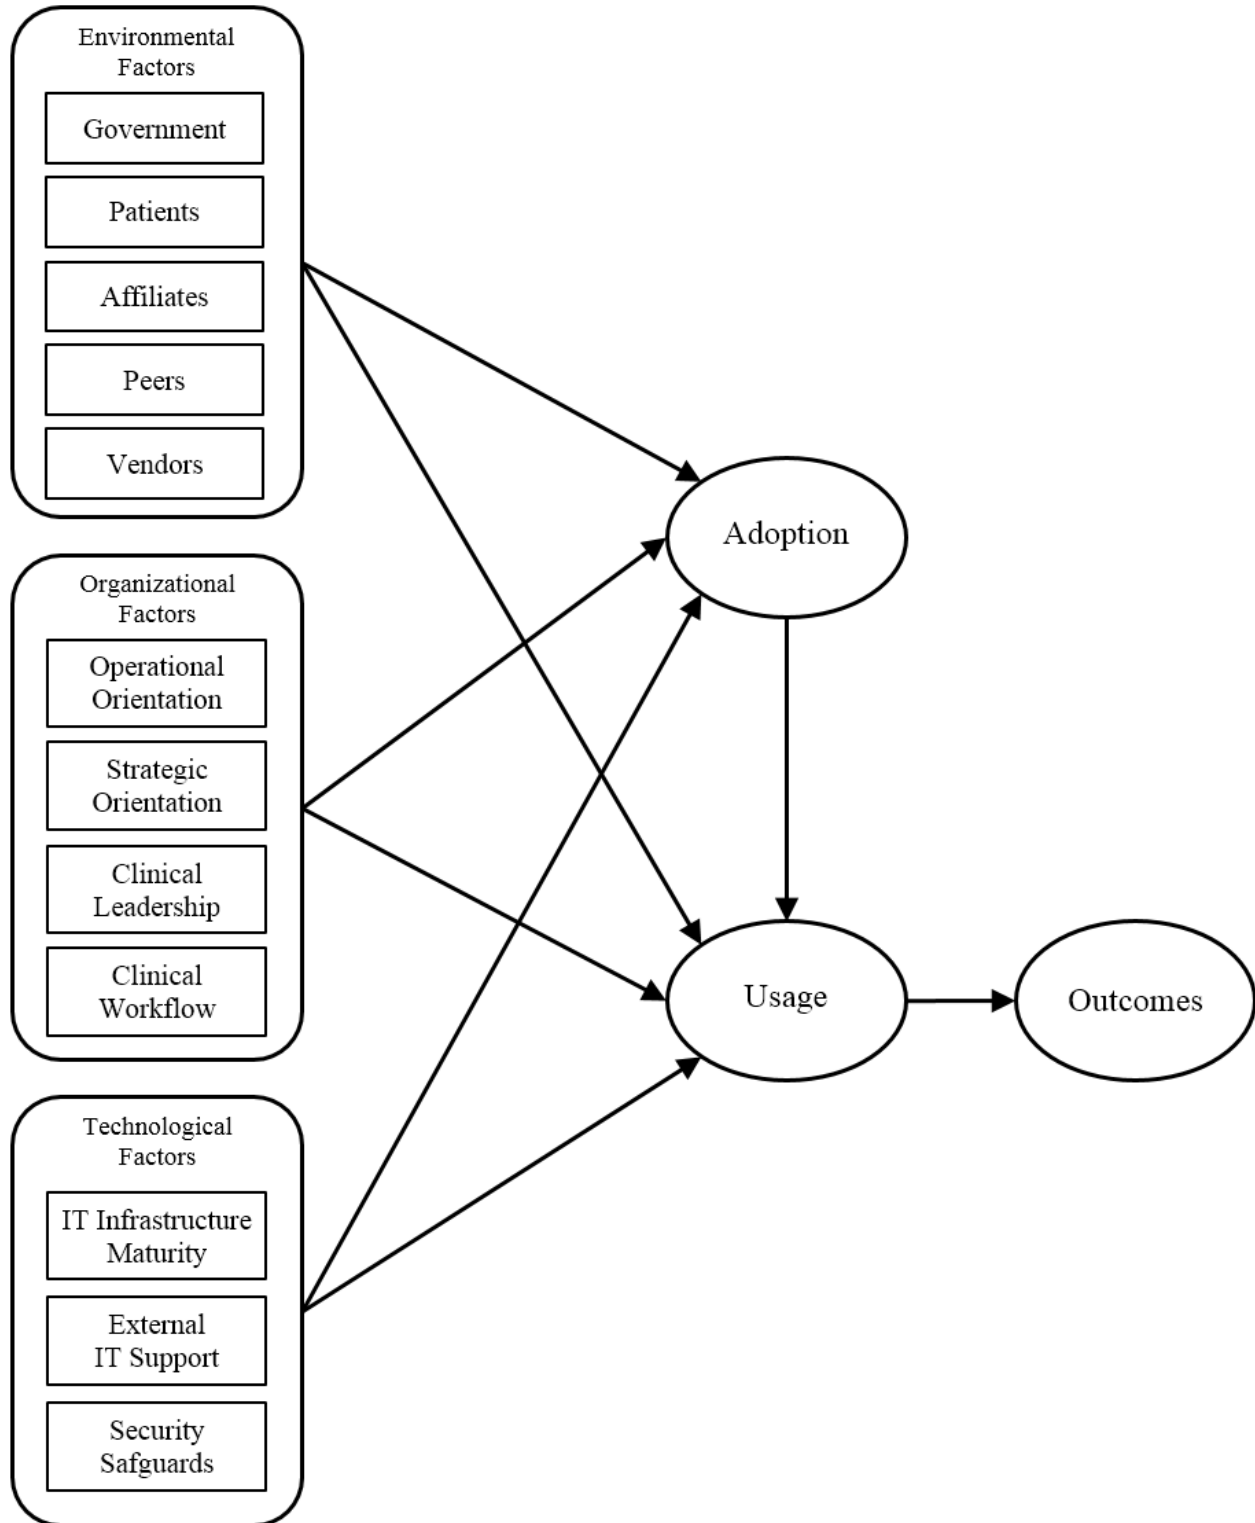 Environmental
Factors
Government
Patients
Affiliates
Peers
Vendors
Organizational
Factors
Operational
Orientation
Strategic
Orientation
Clinical
Leadership
Clinical
Workflow
Technological
Factors
IT Infrastructure
Maturity
External
IT Support
Security
Safguards
Adoption
Usage
Outcomes